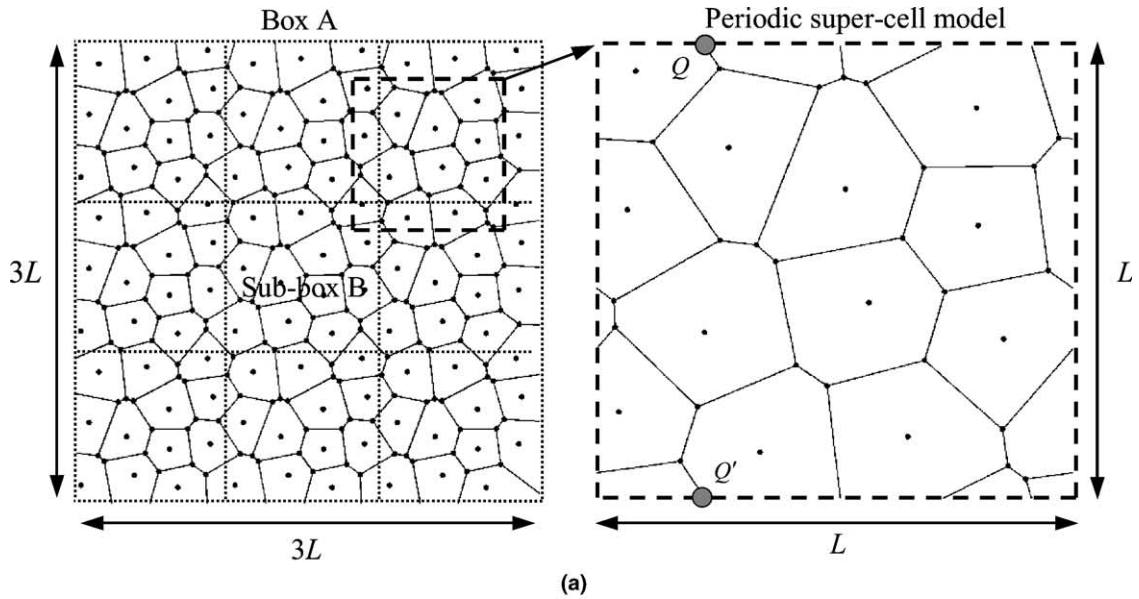 Box A
Periodic super-cell model
Q
3L
Sub-box B
L
Q′
3L
L
(a)